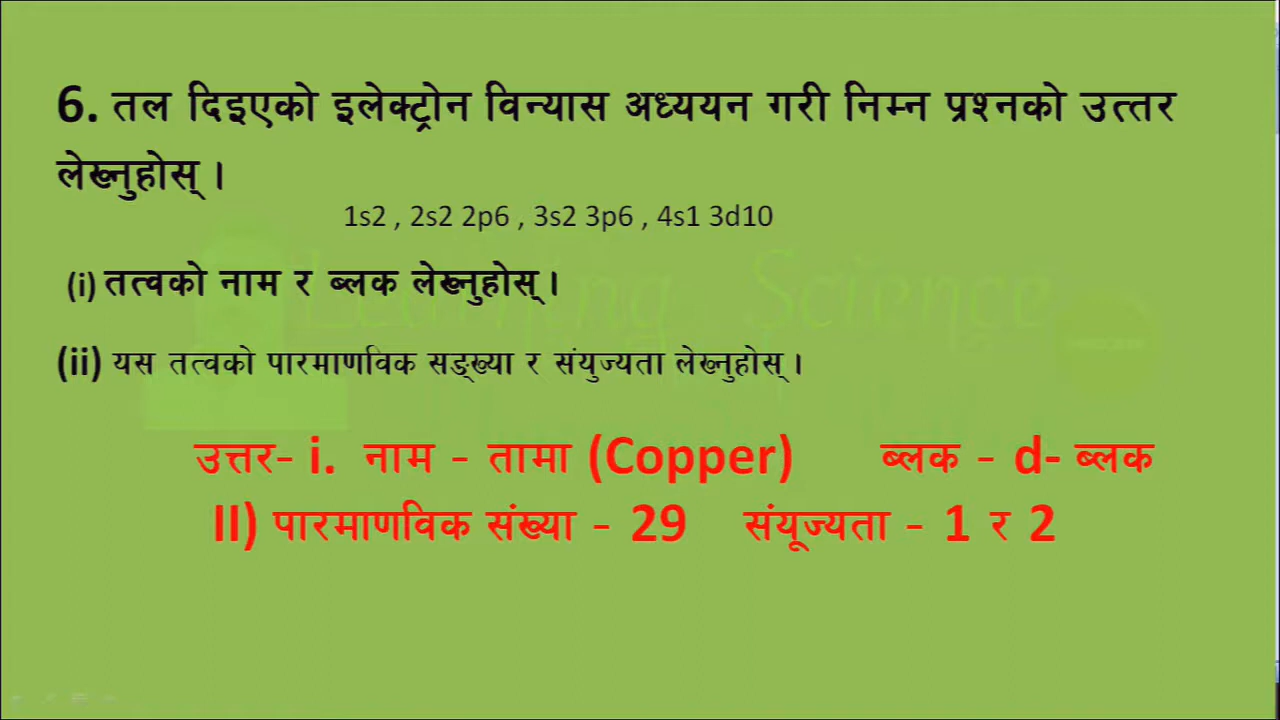 6. तल दिइएको इलेक्ट्रोन विन्यास अध्ययन गरी निम्न प्रश्नको उत्तर
लेख्नुहोस् ।
1s2 , 2s2 2p6 , 3s2 3p6 , 4s1 3d10
(i) तत्वको नाम र ब्लक लेख्नुहोस् ।
Learning Science
(ii) यस तत्वको पारमाणविक सङ्ख्या र संयुज्यता लेख्नुहोस् ।
उत्तर- i. नाम - तामा (Copper) ब्लक - d- ब्लक
II) पारमाणविक संख्या - 29 संयूज्यता - 1 र 2